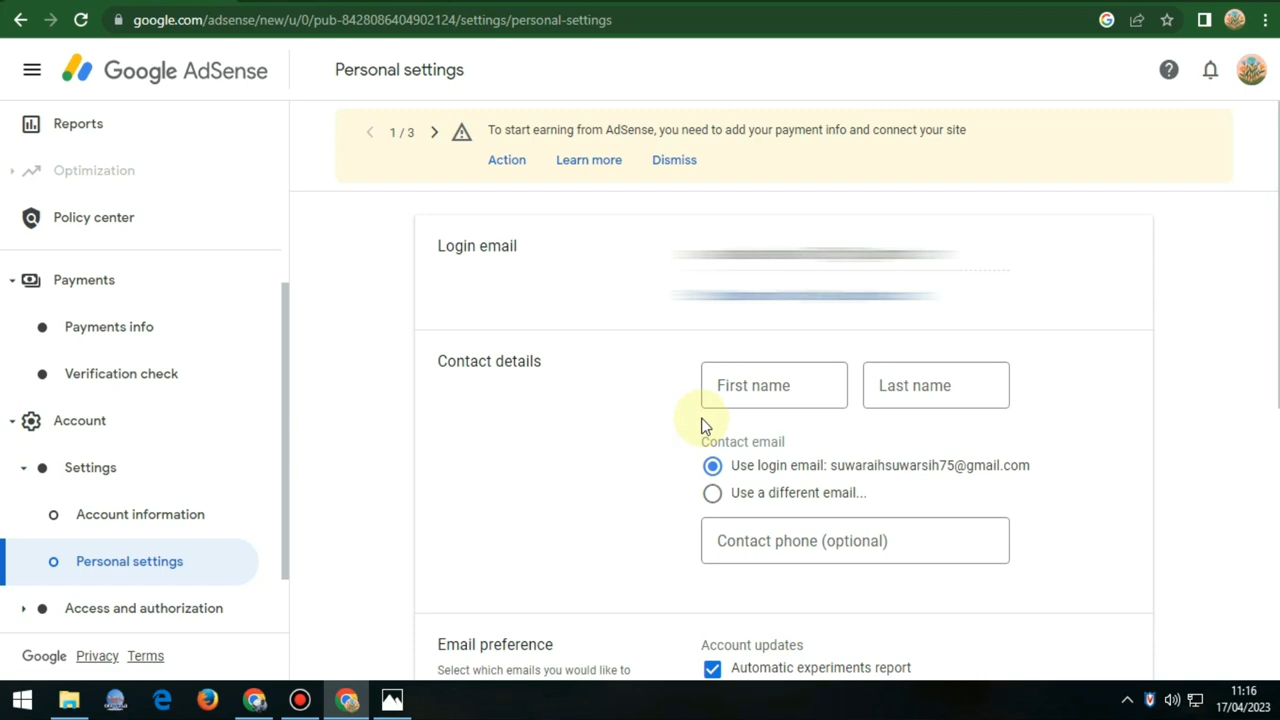 google.com/adsense/new/u/0/pub-8428086404902124/settings/personal-settings
Google AdSense
Personal settings
Reports
Optimization
Policy center
Payments
Payments info
Verification check
Account
Settings
Account information
Personal settings
Access and authorization
Google Privacy Terms
1 / 3
To start earning from AdSense, you need to add your payment info and connect your site
Action Learn more Dismiss
Login email
Contact details
First name Last name
Contact email
Use login email: suwaraihsuwarsih75@gmail.com
Use a different email...
Contact phone (optional)
Email preference
Select which emails you would like to
Account updates
Automatic experiments report
11:16
17/04/2023